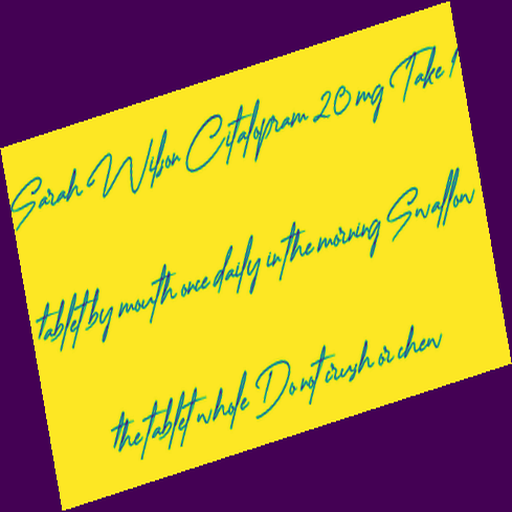 Sarah Wilson Citalopram 20 mg Take 1
tablet by mouth once daily in the morning Swallow
the tablet whole Do not crush or chew